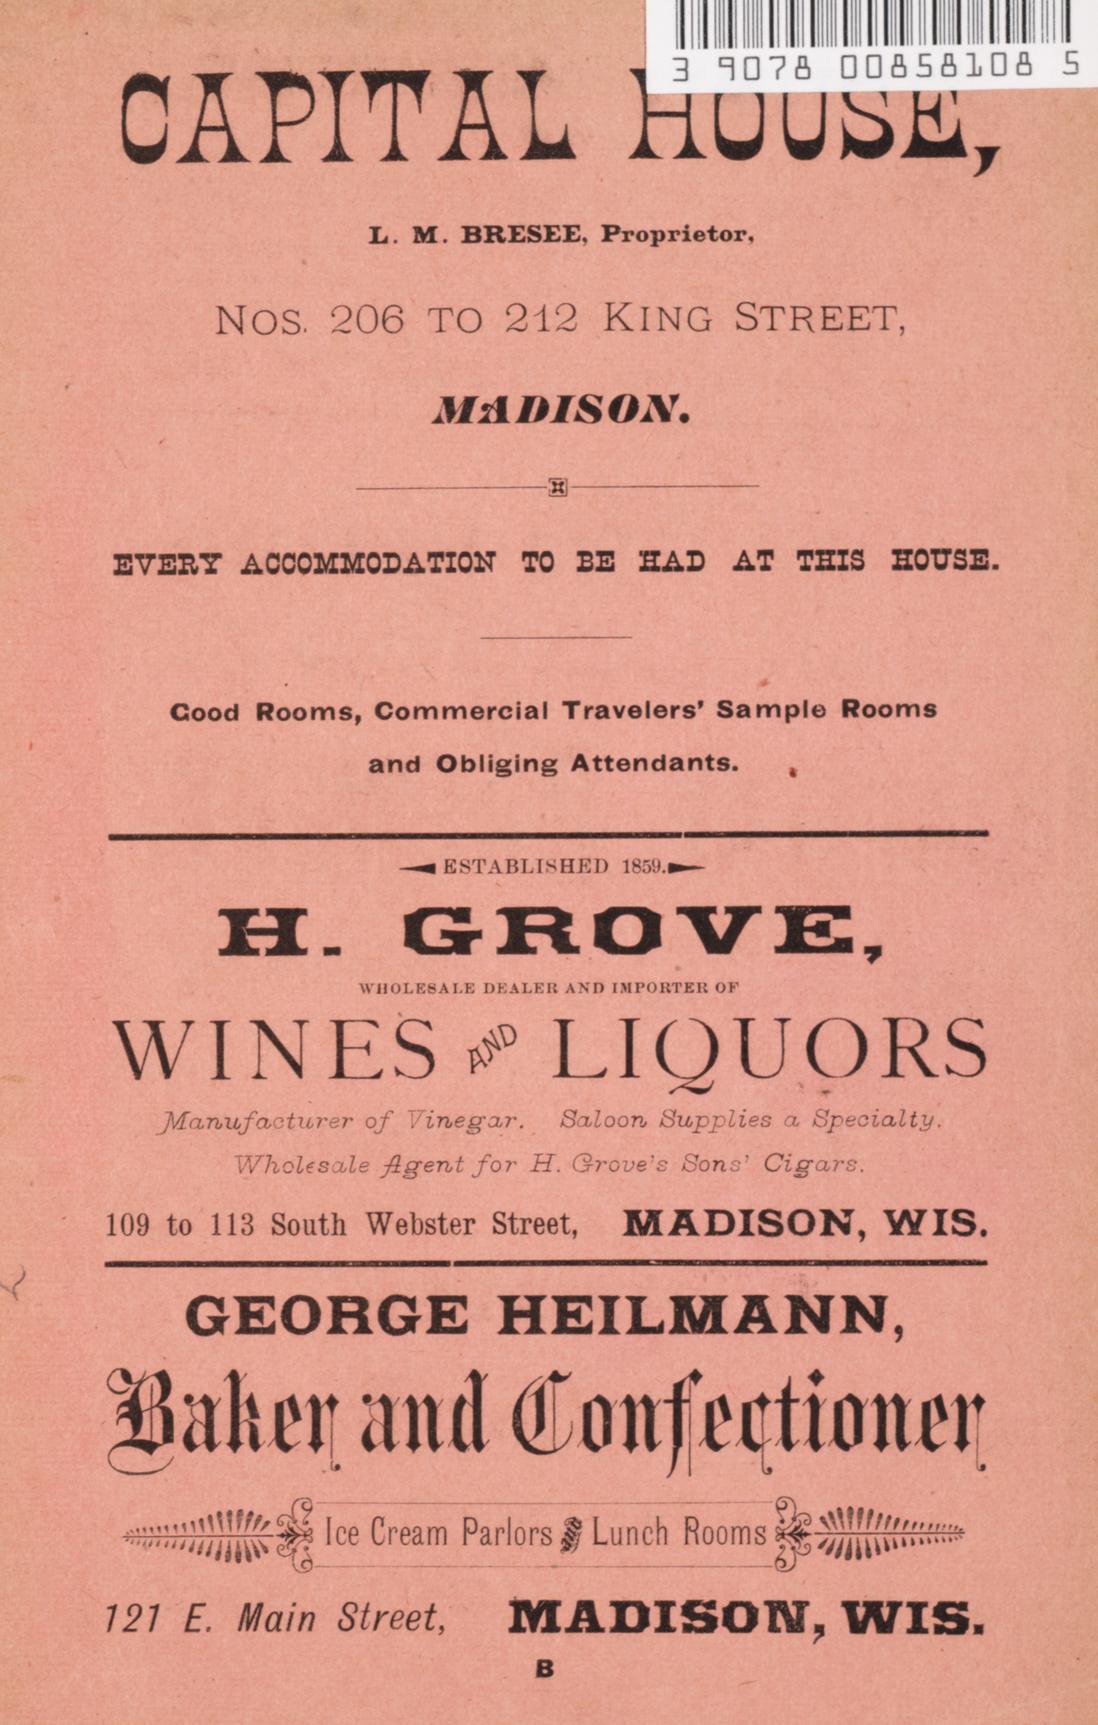 3 9078 00858108 5
CAPITAL HOUSE,
L. M. BRESEE, Proprietor,
NOS. 206 TO 212 KING STREET,
MADISON.
EVERY ACCOMMODATION TO BE HAD AT THIS HOUSE.
Good Rooms, Commercial Travelers' Sample Rooms
and Obliging Attendants.
ESTABLISHED 1859.
H. GROVE,
WHOLESALE DEALER AND IMPORTER OF
WINES AND LIQUORS
Manufacturer of Vinegar. Saloon Supplies a Specialty.
Wholesale Agent for H. Grove's Sons' Cigars.
109 to 113 South Webster Street, MADISON, WIS.
GEORGE HEILMANN,
Baker and Confectioner
Ice Cream Parlors and Lunch Rooms
121 E. Main Street, MADISON, WIS.
B